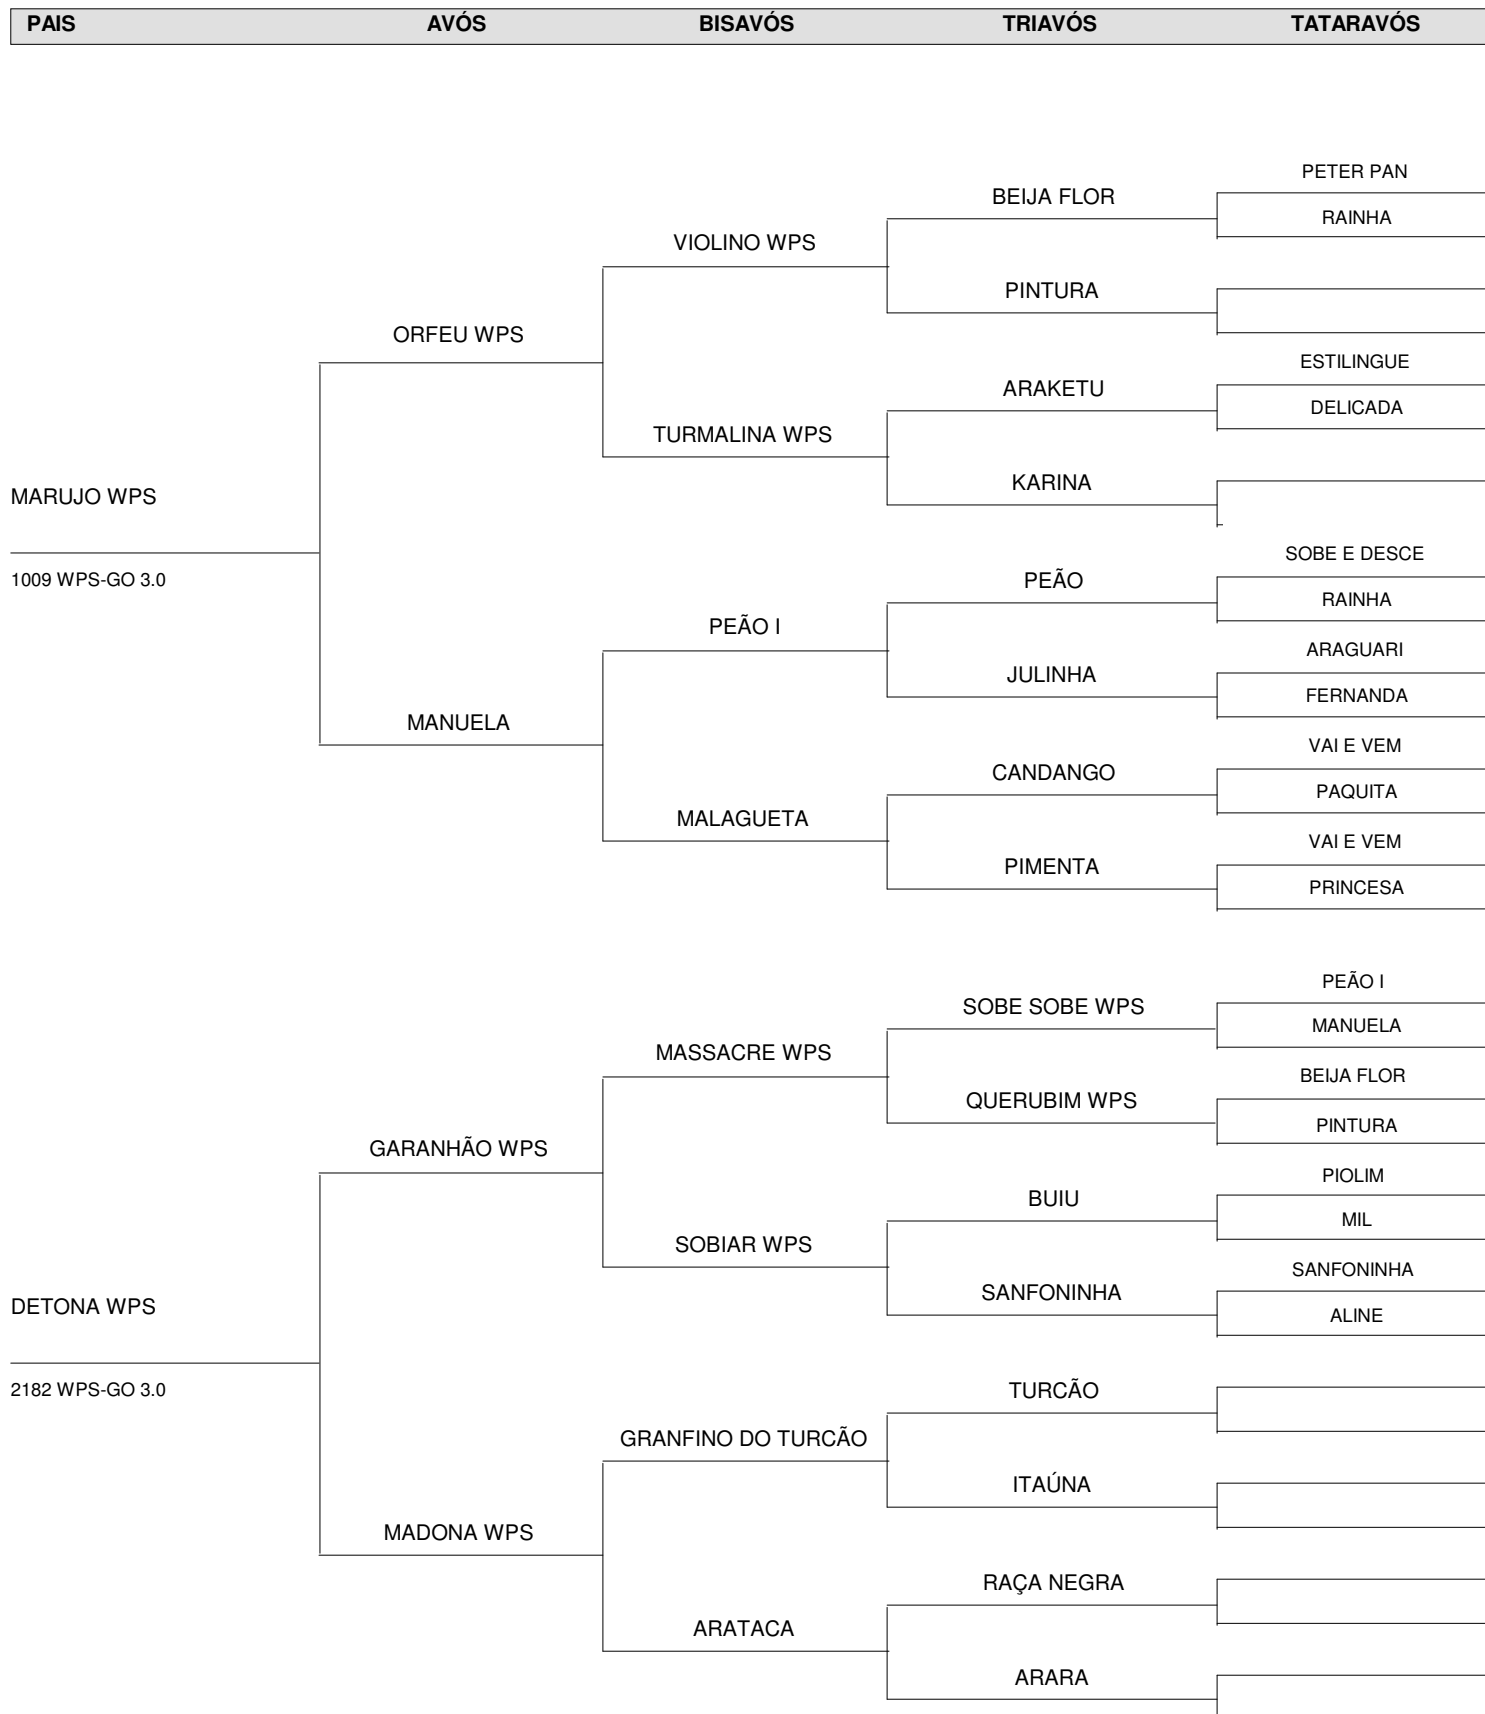 PAIS AVÓS BISAVÓS TRIAVÓS TATARAVÓS
PETER PAN
BEIJA FLOR
RAINHA
VIOLINO WPS
PINTURA
ORFEU WPS
ESTILINGUE
ARAKETU
DELICADA
TURMALINA WPS
KARINA
MARUJO WPS
SOBE E DESCE
1009 WPS-GO 3.0
PEÃO
RAINHA
PEÃO I
ARAGUARI
JULINHA
FERNANDA
MANUELA
VAI E VEM
CANDANGO
PAQUITA
MALAGUETA
VAI E VEM
PIMENTA
PRINCESA
PEÃO I
SOBE SOBE WPS
MANUELA
MASSACRE WPS
BEIJA FLOR
QUERUBIM WPS
PINTURA
GARANHÃO WPS
PIOLIM
BUIU
MIL
SOBIAR WPS
SANFONINHA
SANFONINHA
DETONA WPS
ALINE
2182 WPS-GO 3.0
TURCÃO
GRANFINO DO TURCÃO
ITAÚNA
MADONA WPS
RAÇA NEGRA
ARATACA
ARARA